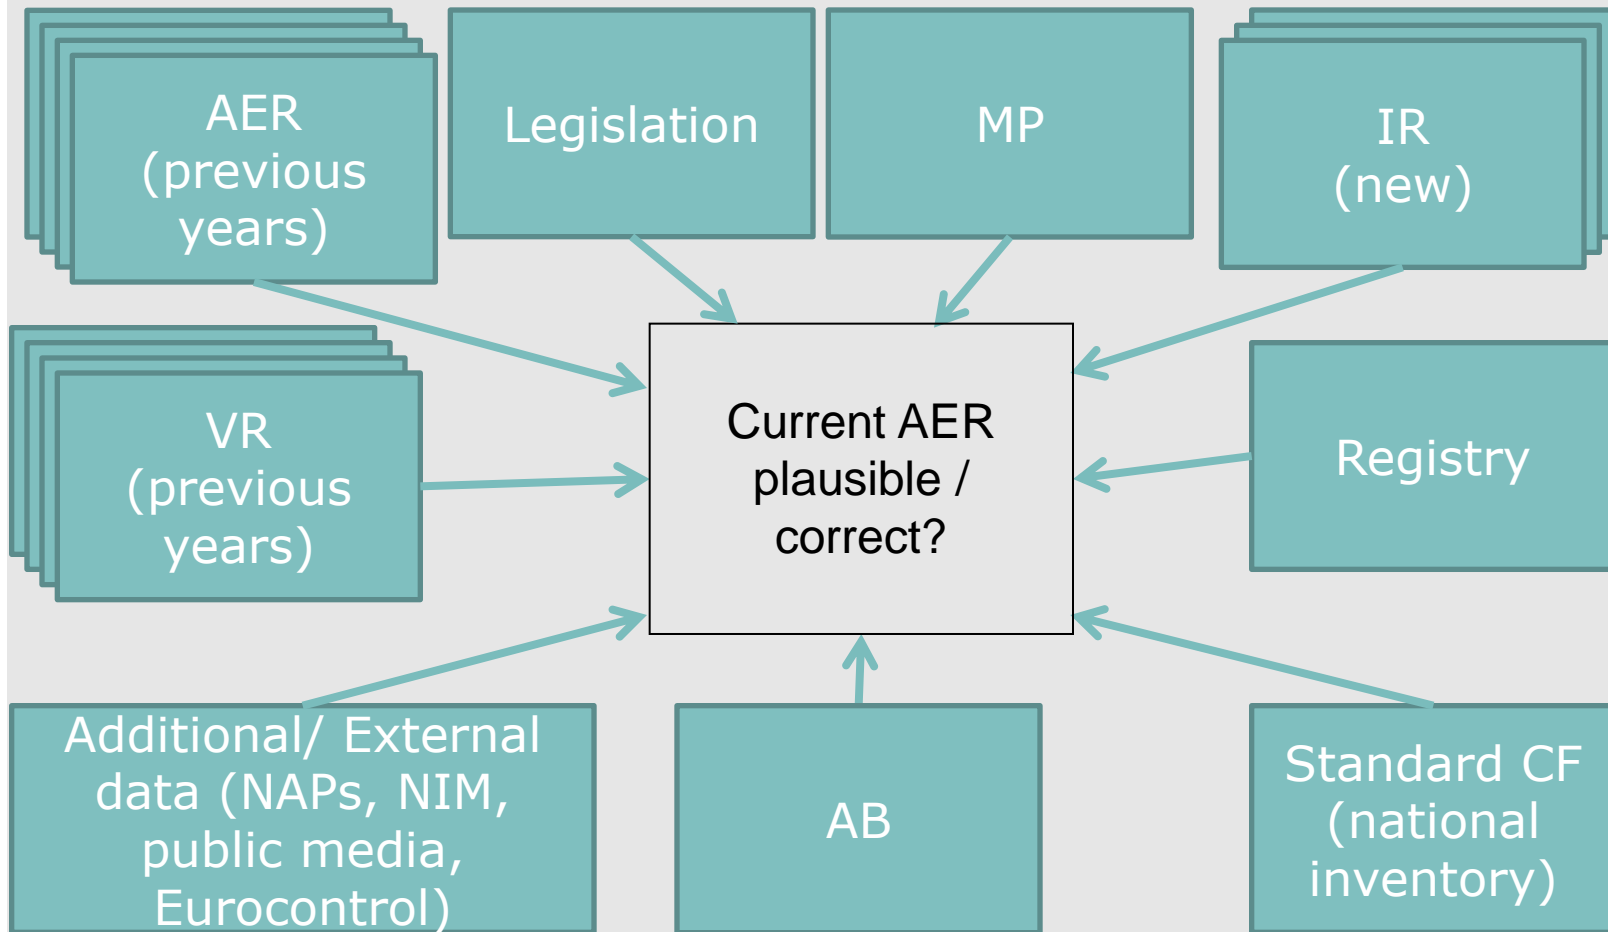 AER
(previous
years)
Legislation
MP
IR
(new)
VR
(previous
years)
Current AER
plausible /
correct?
Registry
Additional/ External
data (NAPs, NIM,
public media,
Eurocontrol)
AB
Standard CF
(national
inventory)